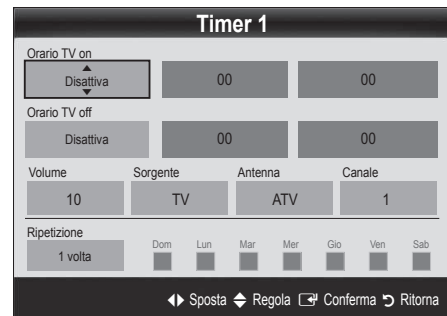 Timer 1
Orario TV on
Disattiva 00 00
Orario TV off
Disattiva 00 00
Volume Sorgente Antenna Canale
10 TV ATV 1
Ripetizione
1 volta Dom Lun Mar Mer Gio Ven Sab
Sposta Regola Conferma Ritorna